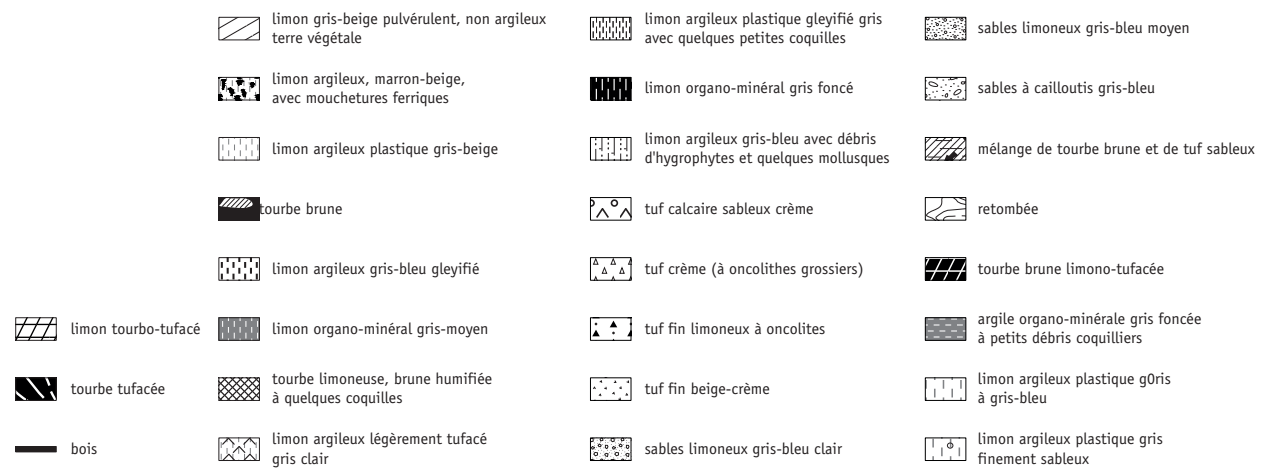 limon gris-beige pulvérulent, non argileux
terre végétale
limon argileux, marron-beige,
avec mouchetures ferriques
limon argileux plastique gris-beige
tourbe brune
limon argileux gris-bleu gleyifié
limon tourbo-tufacé
limon organo-minéral gris-moyen
tourbe tufacée
tourbe limoneuse, brune humifiée
à quelques coquilles
bois
limon argileux légèrement tufacé
gris clair
limon argileux plastique gleyifié gris
avec quelques petites coquilles
limon organo-minéral gris foncé
limon argileux gris-bleu avec débris
d'hygrophytes et quelques mollusques
tuf calcaire sableux crème
tuf crème (à oncolithes grossiers)
tuf fin limoneux à oncolites
tuf fin beige-crème
sables limoneux gris-bleu clair
sables limoneux gris-bleu moyen
sables à cailloutis gris-bleu
mélange de tourbe brune et de tuf sableux
retombée
tourbe brune limono-tufacée
argile organo-minérale gris foncée
à petits débris coquilliers
limon argileux plastique g0ris
à gris-bleu
limon argileux plastique gris
finement sableux